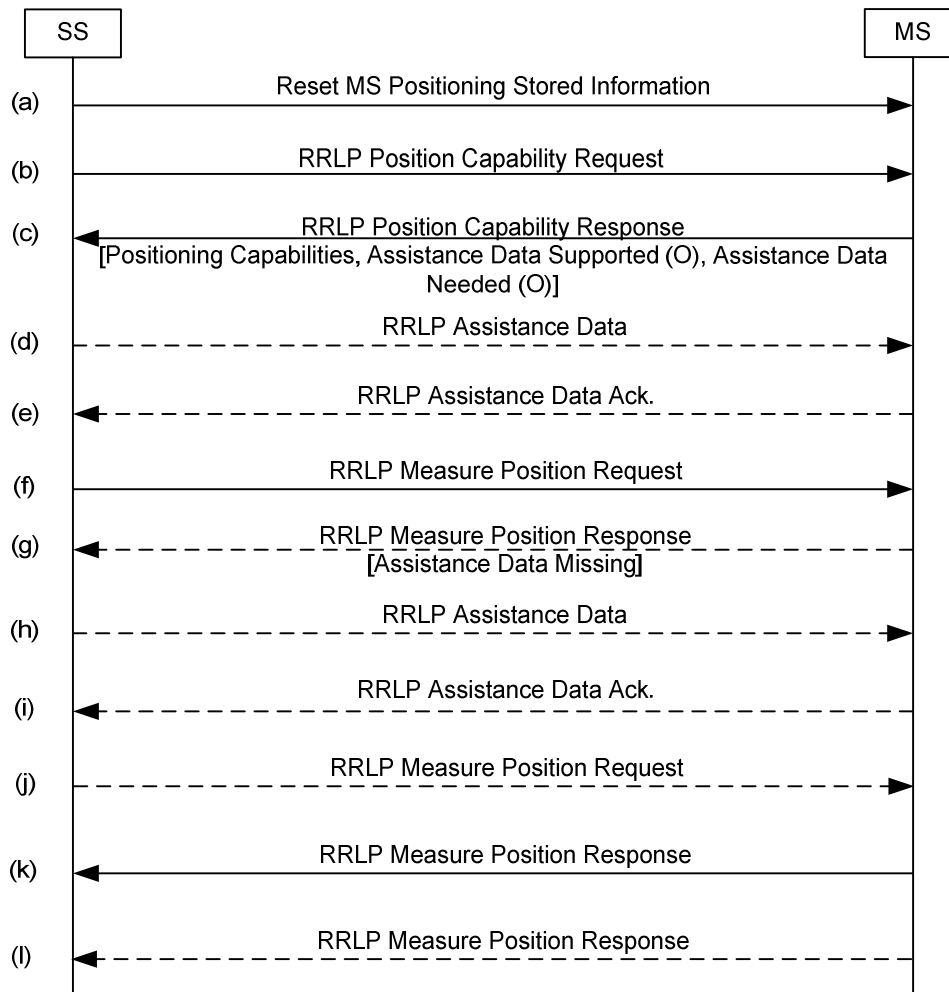 SS
MS
(a)
Reset MS Positioning Stored Information
(b)
RRLP Position Capability Request
(c)
RRLP Position Capability Response
[Positioning Capabilities, Assistance Data Supported (O), Assistance Data
Needed (O)]
(d)
RRLP Assistance Data
(e)
RRLP Assistance Data Ack.
(f)
RRLP Measure Position Request
(g)
RRLP Measure Position Response
[Assistance Data Missing]
(h)
RRLP Assistance Data
(i)
RRLP Assistance Data Ack.
(j)
RRLP Measure Position Request
(k)
RRLP Measure Position Response
(l)
RRLP Measure Position Response